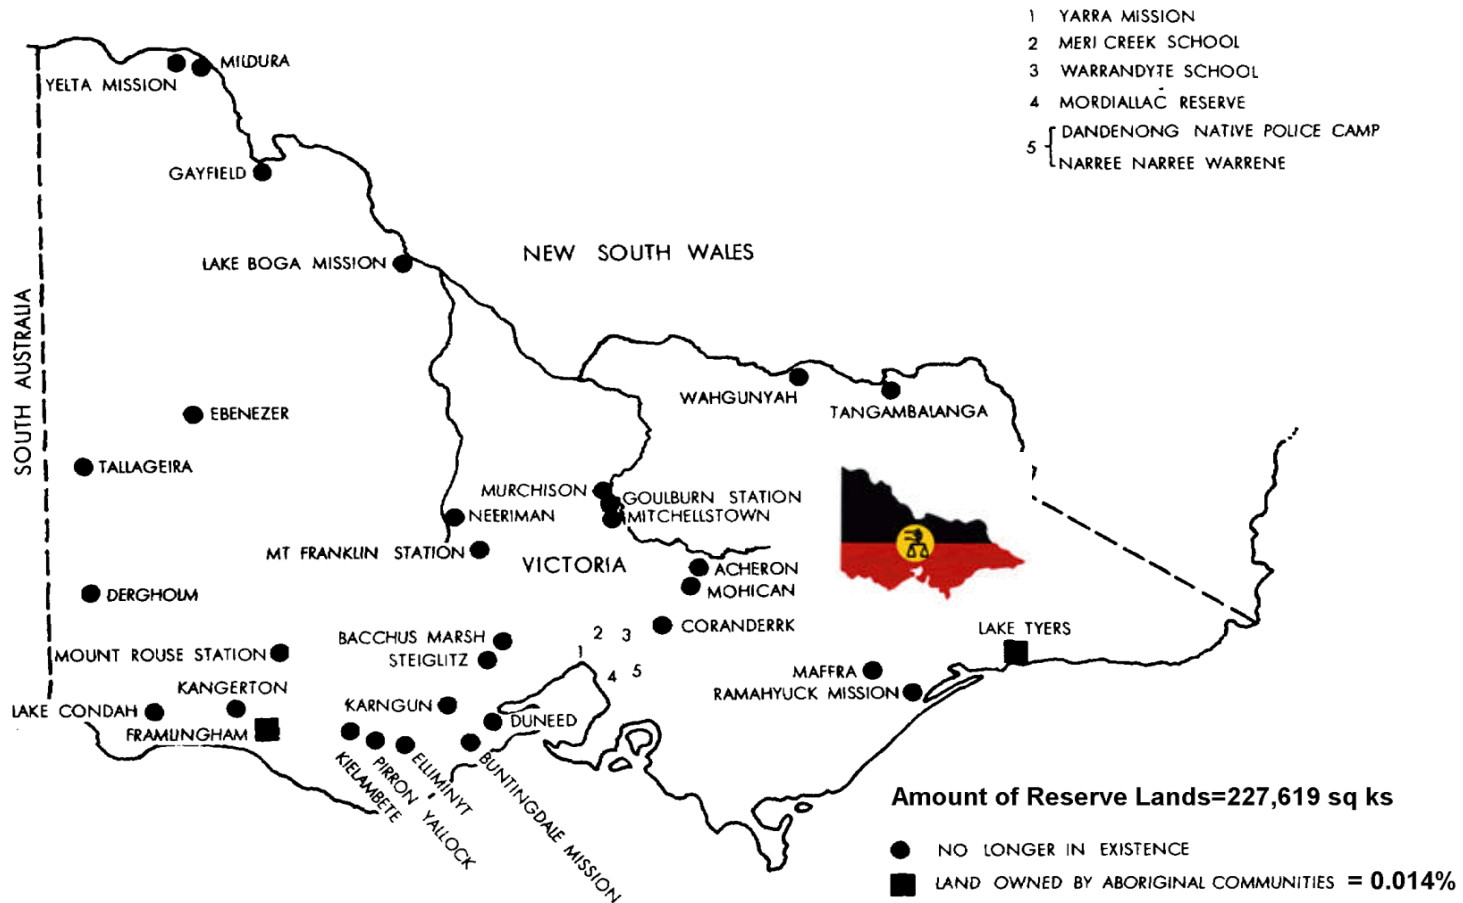 1 YARRA MISSION
2 MERI CREEK SCHOOL
3 WARRANDYTE SCHOOL
4 MORDIALLAC RESERVE
5 DANDENONG NATIVE POLICE CAMP
NARREE NARREE WARRENE
MILDURA
YELTA MISSION
GAYFIELD
NEW SOUTH WALES
LAKE BOGA MISSION
SOUTH AUSTRALIA
WAHGUNYAH
TANGAMBALANGA
EBENEZER
TALLAGEIRA
MURCHISON
GOULBURN STATION
MITCHELLSTOWN
NEERIMAN
MT FRANKLIN STATION
VICTORIA
ACHERON
MOHICAN
DERGHOLM
CORANDERRK
LAKE TYERS
2 3
BACCHUS MARSH
1
STEIGLITZ
4 5
MOUNT ROUSE STATION
MAFFRA
RAMAHYUCK MISSION
KANGERTON
LAKE CONDAH
KARNGUN
DUNEED
FRAMLINGHAM
KIELAMBETE
PIRRON YALLOCK
ELLIMINYT
BUNTINGDALE MISSION
Amount of Reserve Lands=227,619 sq ks
NO LONGER IN EXISTENCE
LAND OWNED BY ABORIGINAL COMMUNITIES = 0.014%